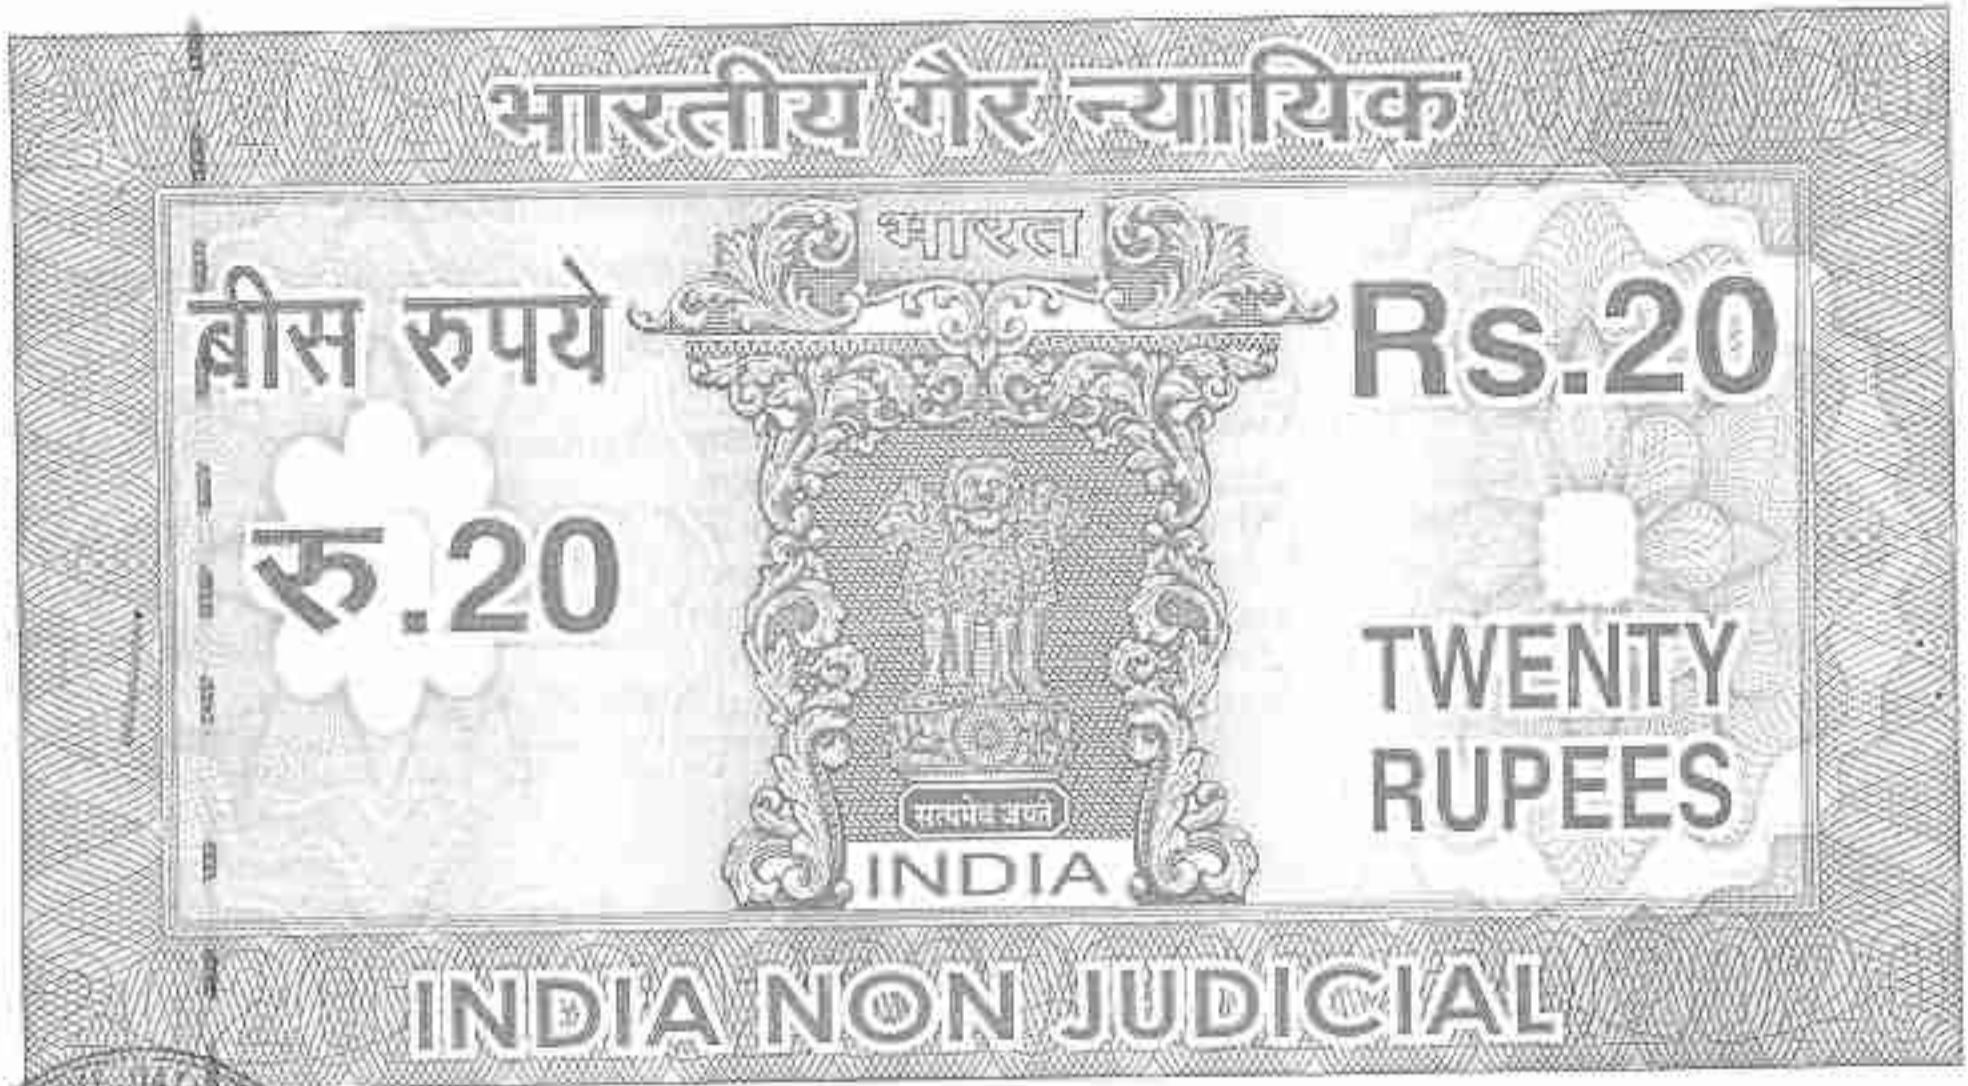 भारतीय गैर न्यायिक
भारत
बीस रुपये
Rs.20
रु.20
TWENTY
RUPEES
सत्यमेव जयते
INDIA
INDIA NON JUDICIAL